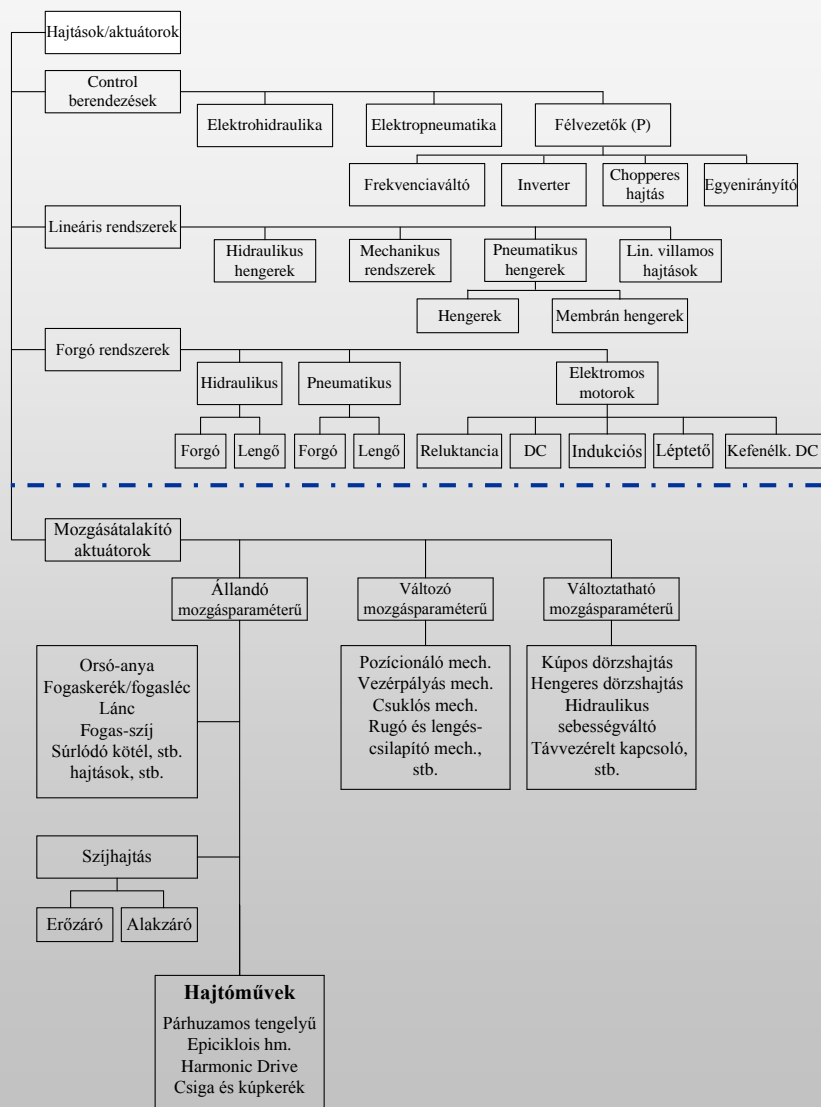 Hajtások/aktuátorok
Control
berendezések
Elektrohidraulika
Elektropneumatika
Félvezetők (P)
Frekvenciaváltó
Inverter
Chopperes
hajtás
Egyenirányító
Lineáris rendszerek
Hidraulikus
hengerek
Mechanikus
rendszerek
Pneumatikus
hengerek
Lin. villamos
hajtások
Hengerek
Membrán hengerek
Forgó rendszerek
Hidraulikus
Pneumatikus
Elektromos
motorok
Forgó
Lengő
Forgó
Lengő
Reluktancia
DC
Indukciós
Léptető
Kefenélk. DC
Mozgásátalakító
aktuátorok
Állandó
mozgásparaméterű
Változó
mozgásparaméterű
Változtatható
mozgásparaméterű
Orsó-anya
Fogaskerék/fogasléc
Lánc
Fogas-szíj
Súrlódó kötél, stb.
hajtások, stb.
Pozícionáló mech.
Vezérpályás mech.
Csuklós mech.
Rugó és lengés-
csilapító mech.,
stb.
Kúpos dörzshajtás
Hengeres dörzshajtás
Hidraulikus
sebességváltó
Távvezérelt kapcsoló,
stb.
Szíjhajtás
Erőzáró
Alakzáró
Hajtóművek
Párhuzamos tengelyű
Epiciklois hm.
Harmonic Drive
Csiga és kúpkerék